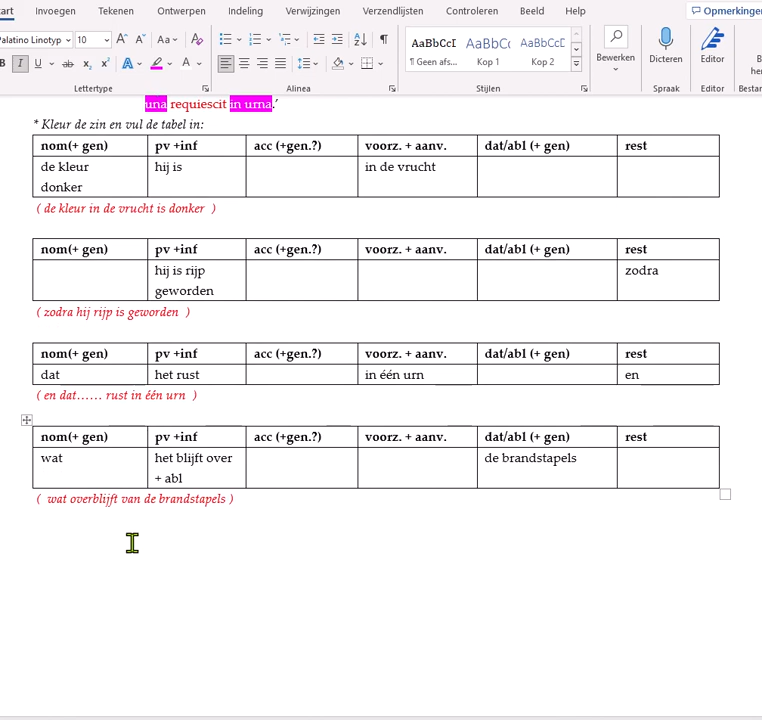 art Invoegen Tekenen Ontwerpen Indeling Verwijzingen Verzendlijsten Controleren Beeld Help Opmerkingen
Palatino Linotyp 10 A A Aa A AaBbCcI AaBbCc AaBbCcD
B I U ab x₂ x² A A ¶ Geen afs... Kop 1 Kop 2 Bewerken Dicteren Editor
Lettertype Alinea Stijlen Spraak Editor
una requiescit in urna.’
* Kleur de zin en vul de tabel in:
nom(+ gen) pv +inf acc (+gen.?) voorz. + aanv. dat/abl (+ gen) rest
de kleur hij is in de vrucht
donker
( de kleur in de vrucht is donker )
nom(+ gen) pv +inf acc (+gen.?) voorz. + aanv. dat/abl (+ gen) rest
hij is rijp zodra
geworden
( zodra hij rijp is geworden )
nom(+ gen) pv +inf acc (+gen.?) voorz. + aanv. dat/abl (+ gen) rest
dat het rust in één urn en
( en dat…… rust in één urn )
nom(+ gen) pv +inf acc (+gen.?) voorz. + aanv. dat/abl (+ gen) rest
wat het blijft over de brandstapels
+ abl
( wat overblijft van de brandstapels )